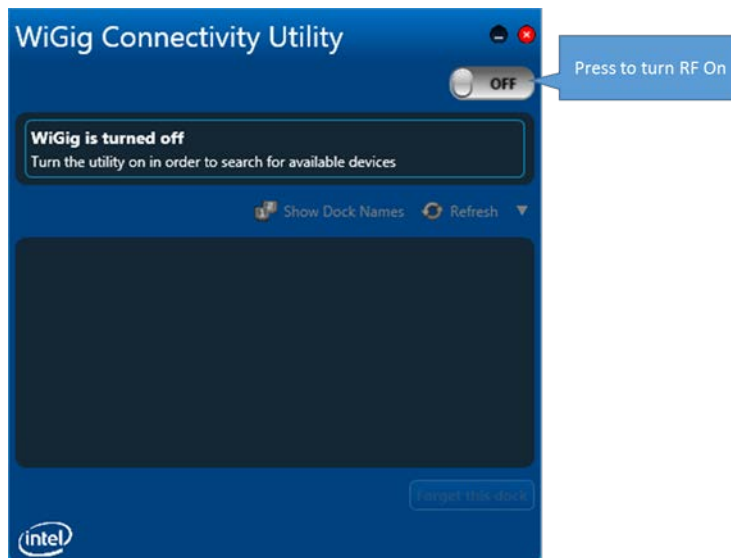 WiGig Connectivity Utility
OFF
Press to turn RF On
WiGig is turned off
Turn the utility on in order to search for available devices
Show Dock Names Refresh
Forget this dock
intel